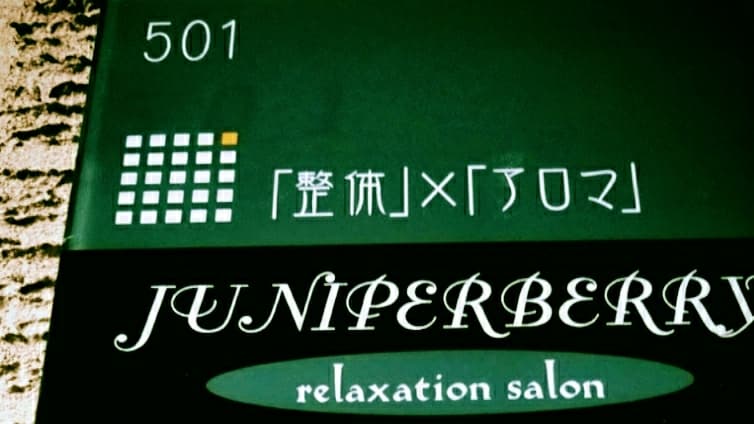 501
「整体」×「アロマ」
JUNIPERBERRY
relaxation salon